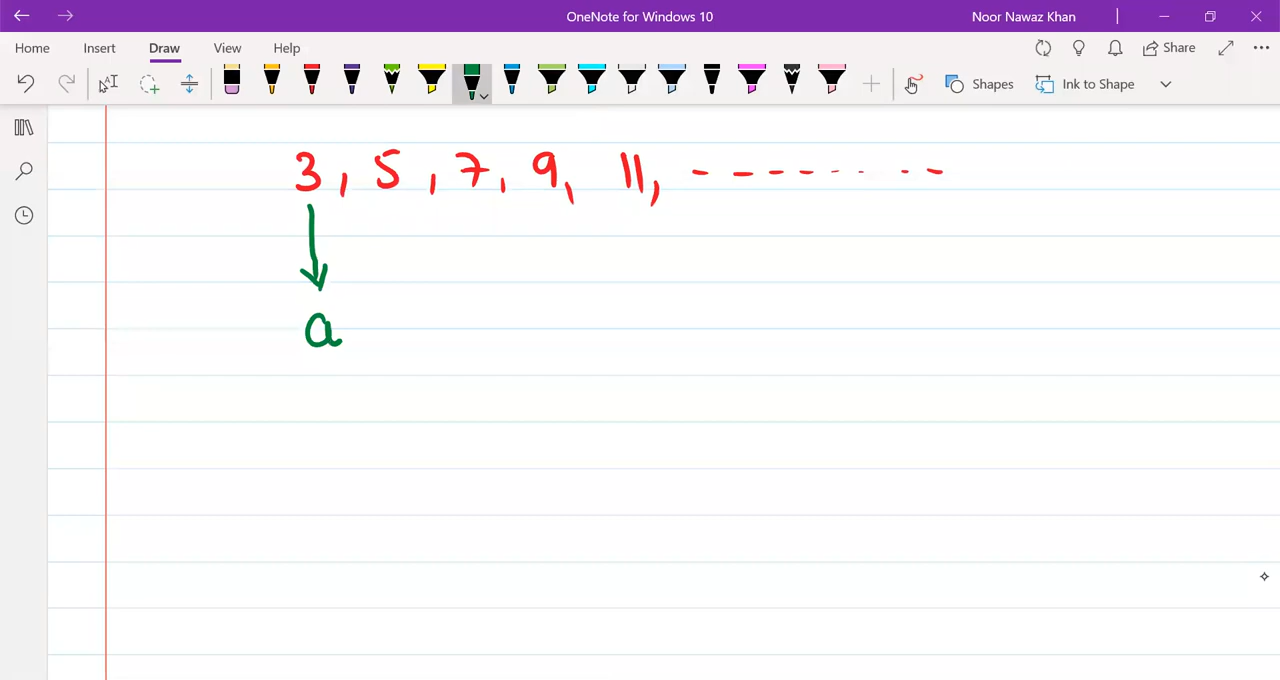 OneNote for Windows 10 Noor Nawaz Khan
Home Insert Draw View Help Share
Shapes Ink to Shape
3, 5, 7, 9, 11, - - - - - - - -
a